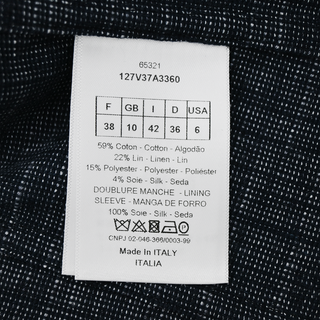 65321
127V37A3360
F GB I D USA
38 10 42 36 6
59% Coton - Cotton - Algodão
22% Lin - Linen - Lin
15% Polyester - Polyester - Poliéster
4% Soie - Silk - Seda
DOUBLURE MANCHE - LINING
SLEEVE - MANGA DE FORRO
100% Soie - Silk - Seda
CNPJ 02-046-366/0003-99
Made In ITALY
ITALIA